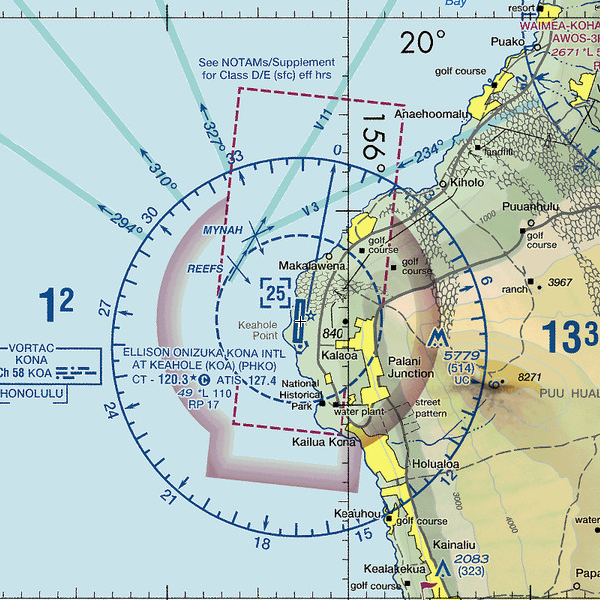 Bay
resort
WAIMEA-KOHA
AWOS-3
2671 *L 5
Puako
20°
golf course
See NOTAMs/Supplement
for Class D/E (sfc) eff hrs
Anaehoomalu
327°
V 11
156°
234°
landfill
33
0
310°
Kiholo
294°
30
V 3
1000
Puuanhulu
MYNAH
golf
course
golf
course
REEFS
Makalawena
golf
course
6
27
25
ranch
3967
1²
Keahole
Point
840
13³
VORTAC
KONA
Ch 58 KOA
HONOLULU
ELLISON ONIZUKA KONA INTL
AT KEAHOLE (KOA) (PHKO)
CT - 120.3 ★ C ATIS 127.4
49 *L 110
RP 17
Kalaoa
Palani
Junction
5779
(514)
UC
8271
PUU HUAL
24
National
Historical
Park
water plant
street
pattern
Kailua Kona
Holualoa
12
21
3000
4000
18
15
Keauhou
golf course
water
Kainaliu
2083
(323)
Kealakekua
golf course
Papa